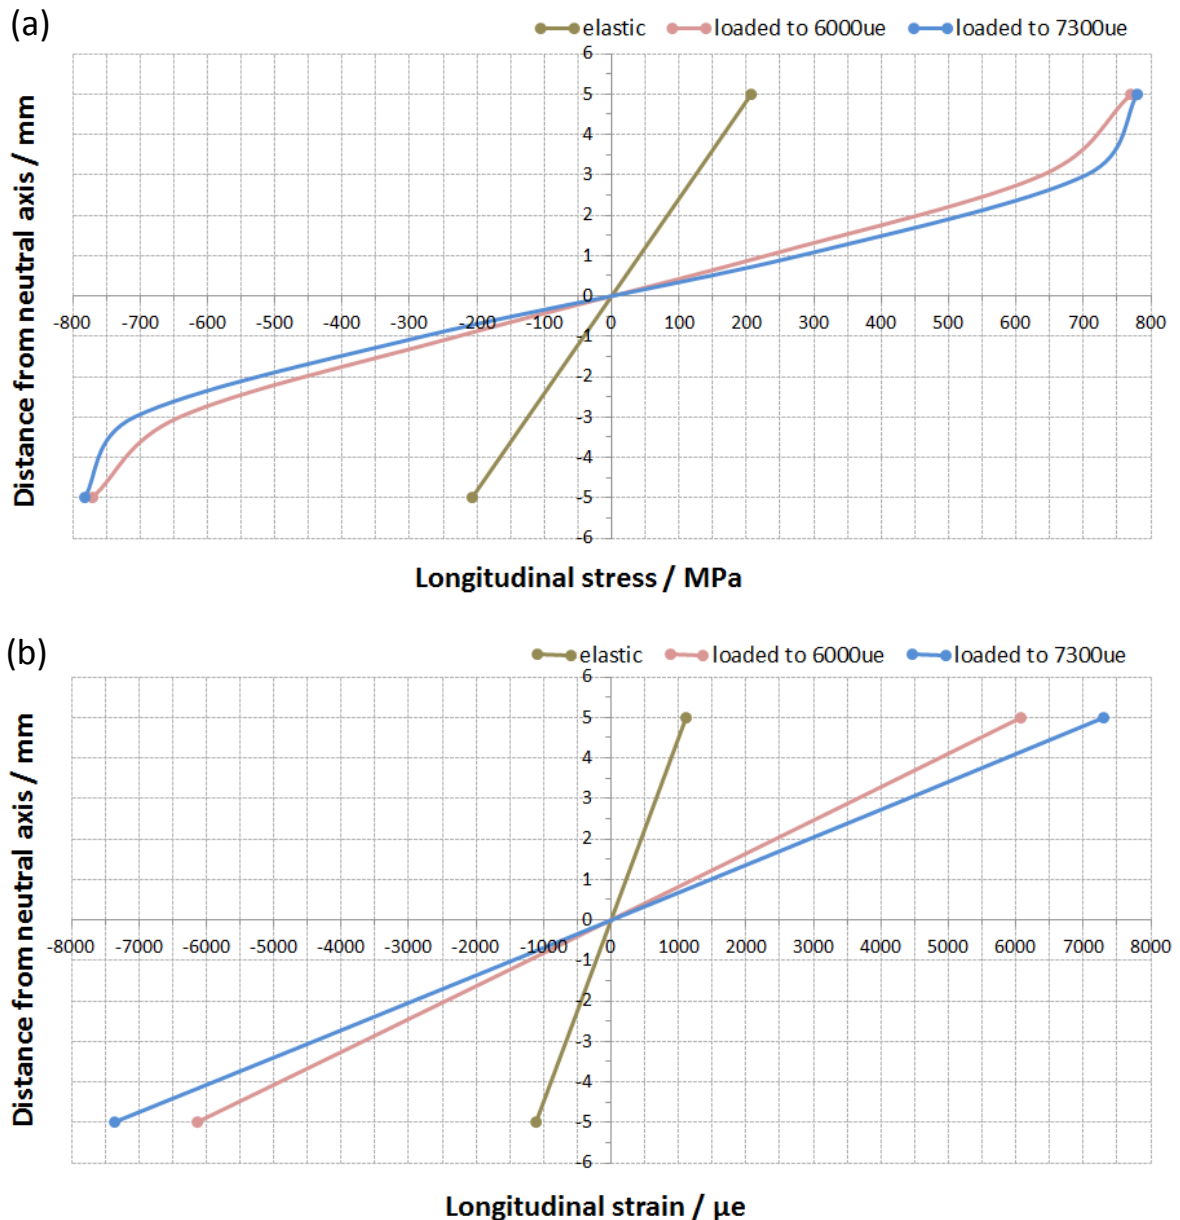 (a)
elastic loaded to 6000ue loaded to 7300ue
6
5
4
3
2
1
0
-800 -700 -600 -500 -400 -300 -200 -100 0 100 200 300 400 500 600 700 800
-1
-2
-3
-4
-5
-6
Distance from neutral axis / mm
Longitudinal stress / MPa
(b)
elastic loaded to 6000ue loaded to 7300ue
6
5
4
3
2
1
0
-8000 -7000 -6000 -5000 -4000 -3000 -2000 -1000 0 1000 2000 3000 4000 5000 6000 7000 8000
-1
-2
-3
-4
-5
-6
Distance from neutral axis / mm
Longitudinal strain / µe